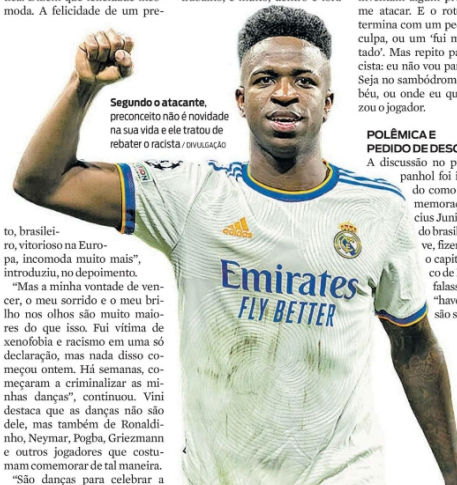 moda. A felicidade de um pre-
to, brasilei-
ro, vitorioso na Euro-
pa, incomoda muito mais”,
introduziu, no depoimento.
“Mas a minha vontade de ven-
cer, o meu sorrido e o meu bri-
lho nos olhos são muito maio-
res do que isso. Fui vítima de
xenofobia e racismo em uma só
declaração, mas nada disso co-
meçou ontem. Há semanas, co-
meçaram a criminalizar as mi-
nhas danças”, continuou. Vini
destaca que as danças não são
dele, mas também de Ronaldi-
nho, Neymar, Pogba, Griezmann
e outros jogadores que costu-
mam comemorar de tal maneira.
“São danças para celebrar a
Segundo o atacante,
preconceito não é novidade
na sua vida e ele tratou de
rebater o racista / DIVULGAÇÃO
adidas
Emirates
FLY BETTER
me atacar. E o rot
termina com um pe
culpa, ou um ‘fui m
tado’. Mas repito pa
cista: eu não vou par
Seja no sambódrom
béu, ou onde eu qu
zou o jogador.
POLÊMICA E
PEDIDO DE DESC
A discussão no p
panhol foi i
do como
memorac
cius Juni
do brasil
ve, fizer
o capit
co de
falass
“have
são s